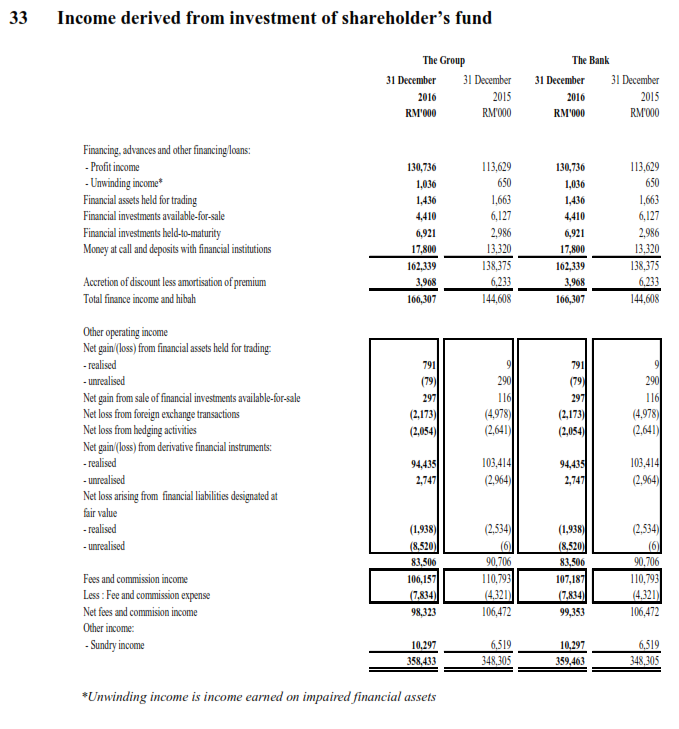 33 Income derived from investment of shareholder’s fund
The Group The Bank
31 December 31 December 31 December 31 December
2016 2015 2016 2015
RM'000 RM'000 RM'000 RM'000
Financing, advances and other financing/loans:
- Profit income 130,736 113,629 130,736 113,629
- Unwinding income* 1,036 650 1,036 650
Financial assets held for trading 1,436 1,663 1,436 1,663
Financial investments available-for-sale 4,410 6,127 4,410 6,127
Financial investments held-to-maturity 6,921 2,986 6,921 2,986
Money at call and deposits with financial institutions 17,800 13,320 17,800 13,320
162,339 138,375 162,339 138,375
Accretion of discount less amortisation of premium 3,968 6,233 3,968 6,233
Total finance income and hibah 166,307 144,608 166,307 144,608
Other operating income
Net gain/(loss) from financial assets held for trading:
- realised 791 9 791 9
- unrealised (79) 290 (79) 290
Net gain from sale of financial investments available-for-sale 297 116 297 116
Net loss from foreign exchange transactions (2,173) (4,978) (2,173) (4,978)
Net loss from hedging activities (2,054) (2,641) (2,054) (2,641)
Net gain/(loss) from derivative financial instruments:
- realised 94,435 103,414 94,435 103,414
- unrealised 2,747 (2,964) 2,747 (2,964)
Net loss arising from financial liabilities designated at
fair value
- realised (1,938) (2,534) (1,938) (2,534)
- unrealised (8,520) (6) (8,520) (6)
83,506 90,706 83,506 90,706
Fees and commission income 106,157 110,793 107,187 110,793
Less : Fee and commission expense (7,834) (4,321) (7,834) (4,321)
Net fees and commision income 98,323 106,472 99,353 106,472
Other income:
- Sundry income 10,297 6,519 10,297 6,519
358,433 348,305 359,463 348,305
*Unwinding income is income earned on impaired financial assets